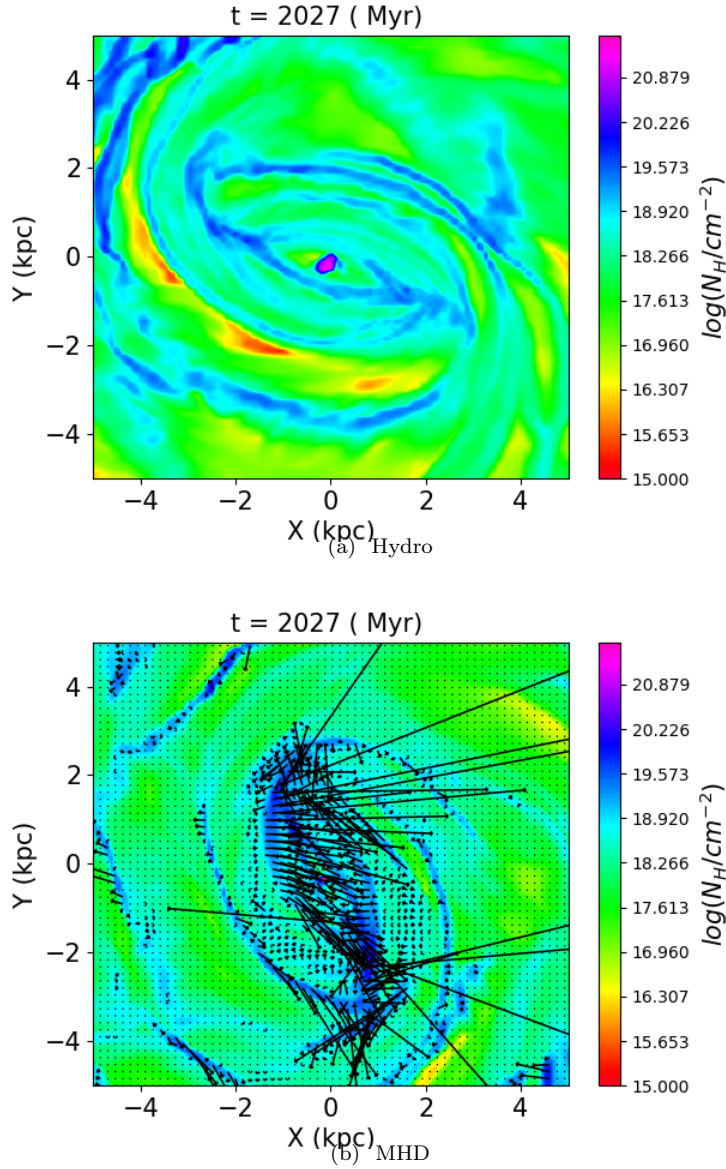 t = 2027 ( Myr)
4
2
0
−2
−4
Y (kpc)
−4 −2 0 2 4
X (kpc)
20.879
20.226
19.573
18.920
18.266
17.613
16.960
16.307
15.653
15.000
log(N_H/cm^{−2})
(a) Hydro
t = 2027 ( Myr)
4
2
0
−2
−4
Y (kpc)
−4 −2 0 2 4
X (kpc)
20.879
20.226
19.573
18.920
18.266
17.613
16.960
16.307
15.653
15.000
log(N_H/cm^{−2})
(b) MHD